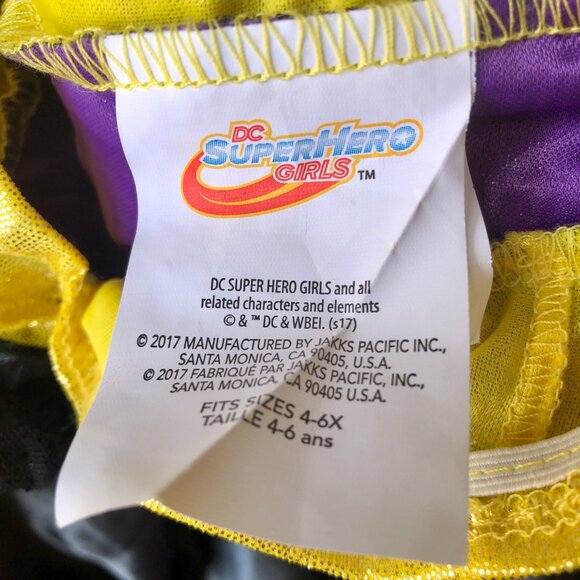 DC
SUPERHERO
GIRLS ™
DC SUPER HERO GIRLS and all
related characters and elements
© & ™ DC & WBEI. (s17)
© 2017 MANUFACTURED BY JAKKS PACIFIC INC.,
SANTA MONICA, CA 90405, U.S.A.
© 2017 FABRIQUÉ PAR JAKKS PACIFIC, INC.,
SANTA MONICA, CA 90405, U.S.A.
FITS SIZES 4-6X
TAILLE 4-6 ans